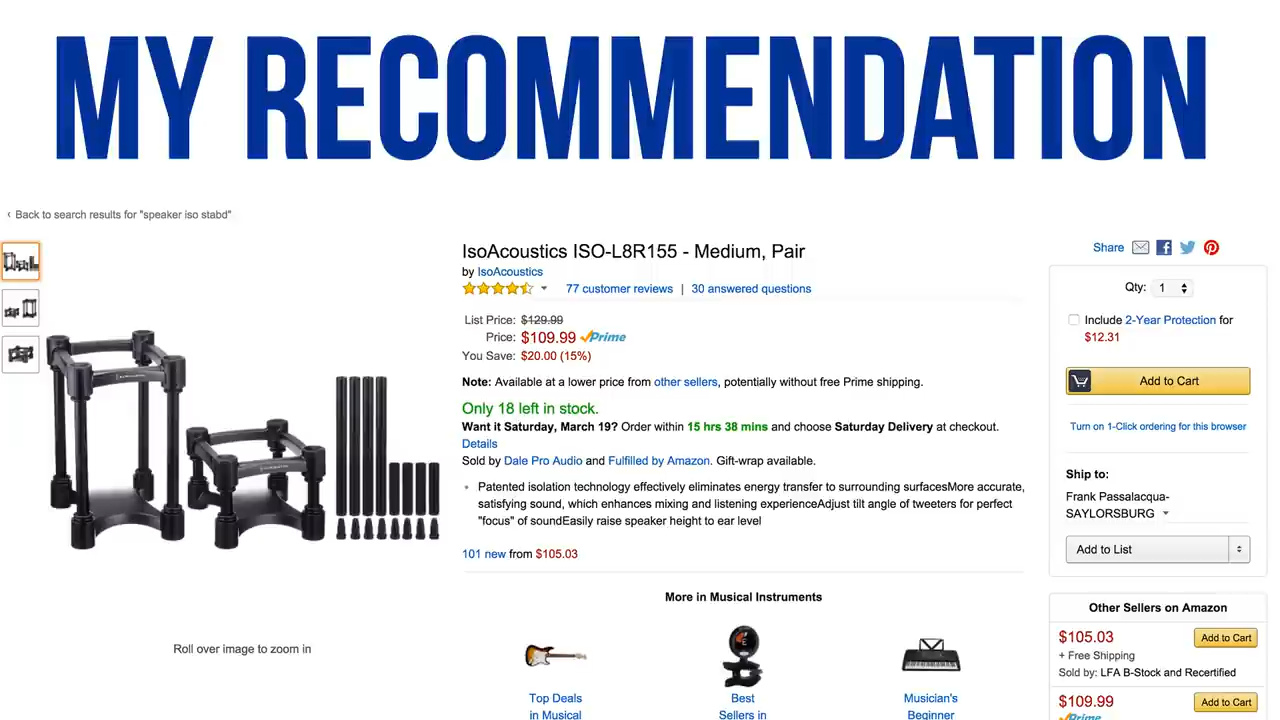 MY RECOMMENDATION
‹ Back to search results for "speaker iso stabd"
IsoAcoustics ISO-L8R155 - Medium, Pair
by IsoAcoustics
77 customer reviews | 30 answered questions
List Price: $129.99
Price: $109.99 Prime
You Save: $20.00 (15%)
Note: Available at a lower price from other sellers, potentially without free Prime shipping.
Only 18 left in stock.
Want it Saturday, March 19? Order within 15 hrs 38 mins and choose Saturday Delivery at checkout.
Details
Sold by Dale Pro Audio and Fulfilled by Amazon. Gift-wrap available.
Patented isolation technology effectively eliminates energy transfer to surrounding surfacesMore accurate,
satisfying sound, which enhances mixing and listening experienceAdjust tilt angle of tweeters for perfect
"focus" of soundEasily raise speaker height to ear level
101 new from $105.03
Roll over image to zoom in
More in Musical Instruments
Top Deals
in Musical
Best
Sellers in
Musician's
Beginner
Share
Qty: 1
Include 2-Year Protection for
$12.31
Add to Cart
Turn on 1-Click ordering for this browser
Ship to:
Frank Passalacqua-
SAYLORSBURG
Add to List
Other Sellers on Amazon
$105.03 Add to Cart
+ Free Shipping
Sold by: LFA B-Stock and Recertified
$109.99 Add to Cart
Prime